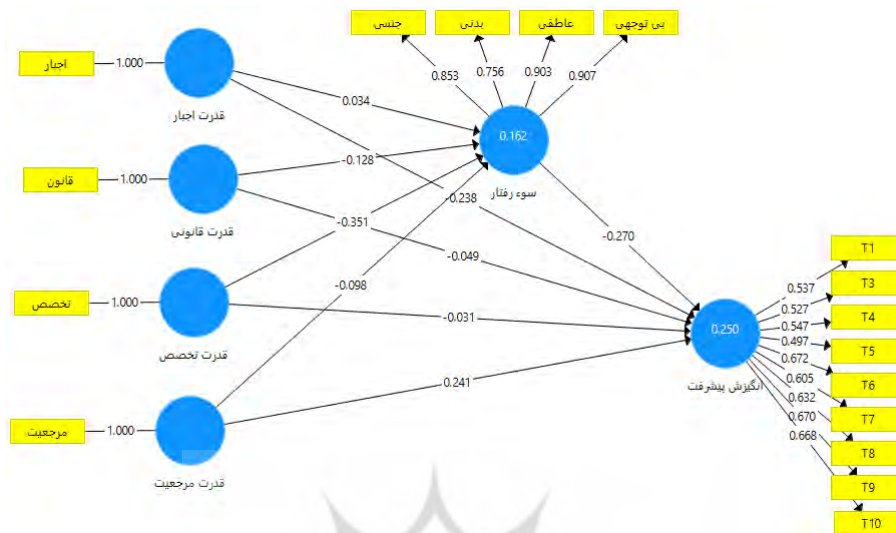 جنسی
بدنی
عاطفی
بی توجهی
0.853
0.756
0.903
0.907
اجبار
1.000
قدرت اجبار
0.034
0.162
سوء رفتار
قانون
1.000
قدرت قانونی
-0.128
-0.238
-0.351
-0.049
-0.270
-0.098
تخصص
1.000
قدرت تخصص
-0.031
0.250
انگیزش پیشرفت
مرجعیت
1.000
قدرت مرجعیت
0.241
T1
0.537
T3
0.527
T4
0.547
T5
0.497
T6
0.672
T7
0.605
T8
0.632
T9
0.670
T10
0.668